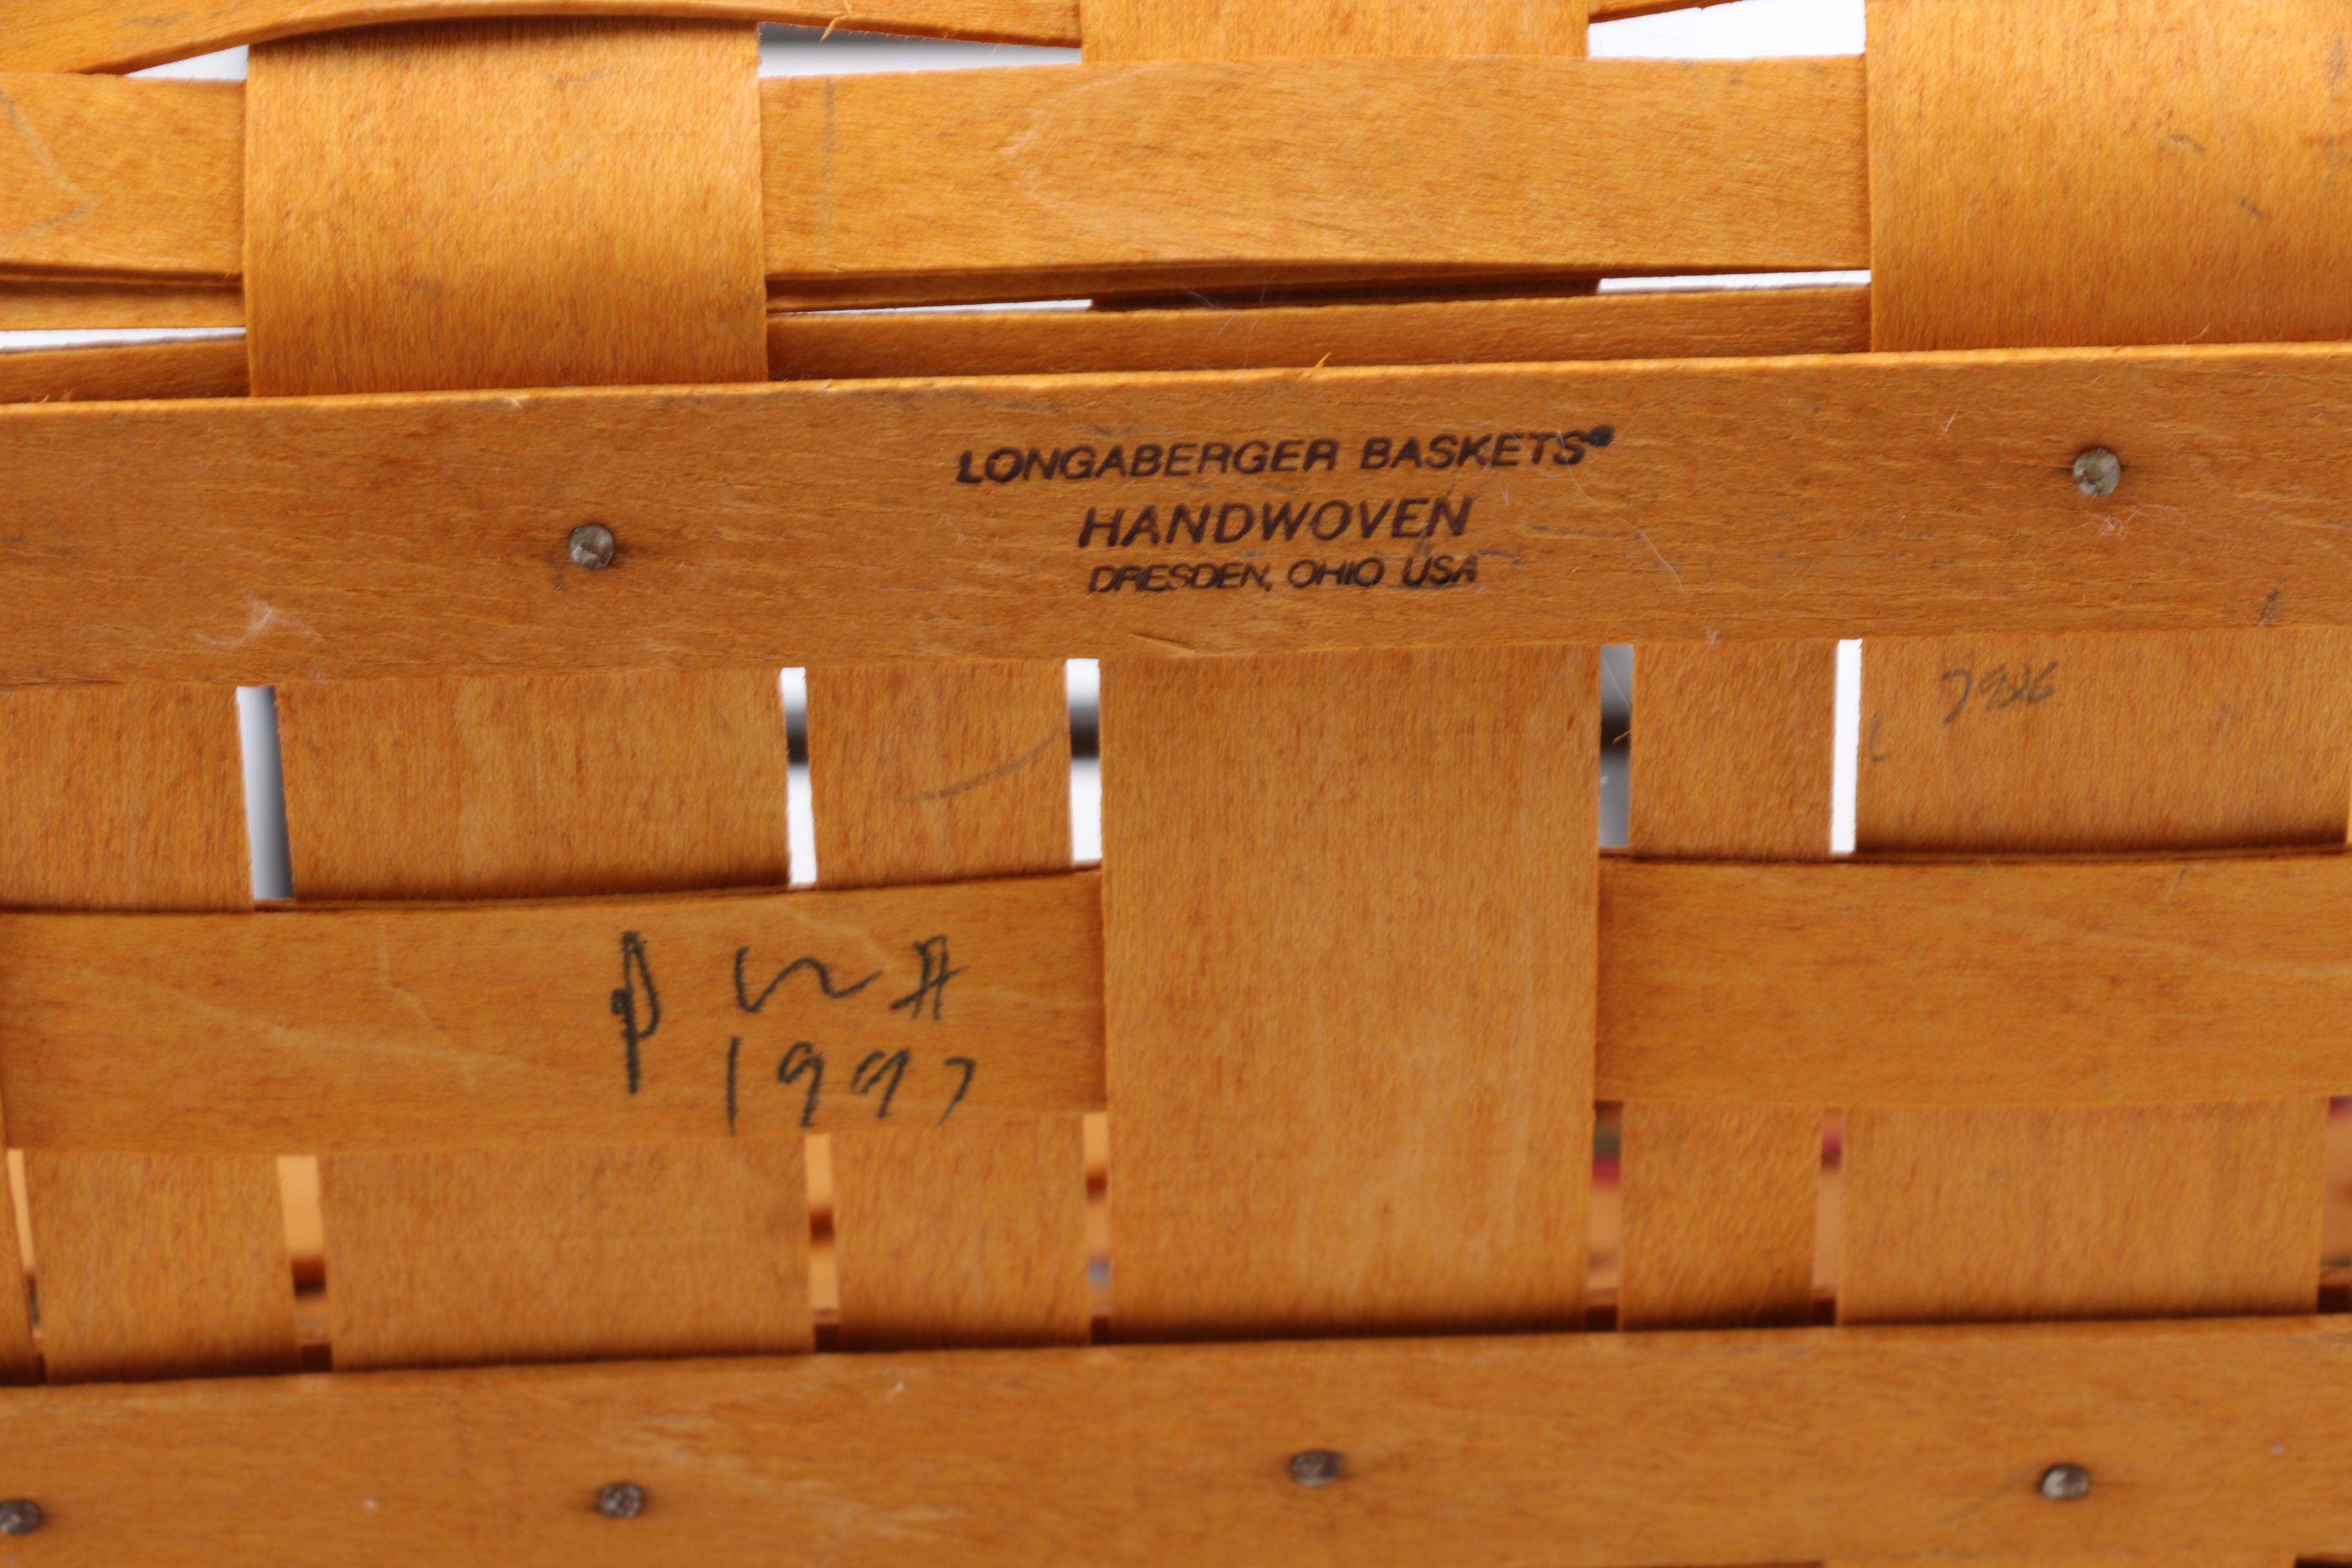 LONGABERGER BASKETS®
HANDWOVEN
DRESDEN, OHIO USA
1997